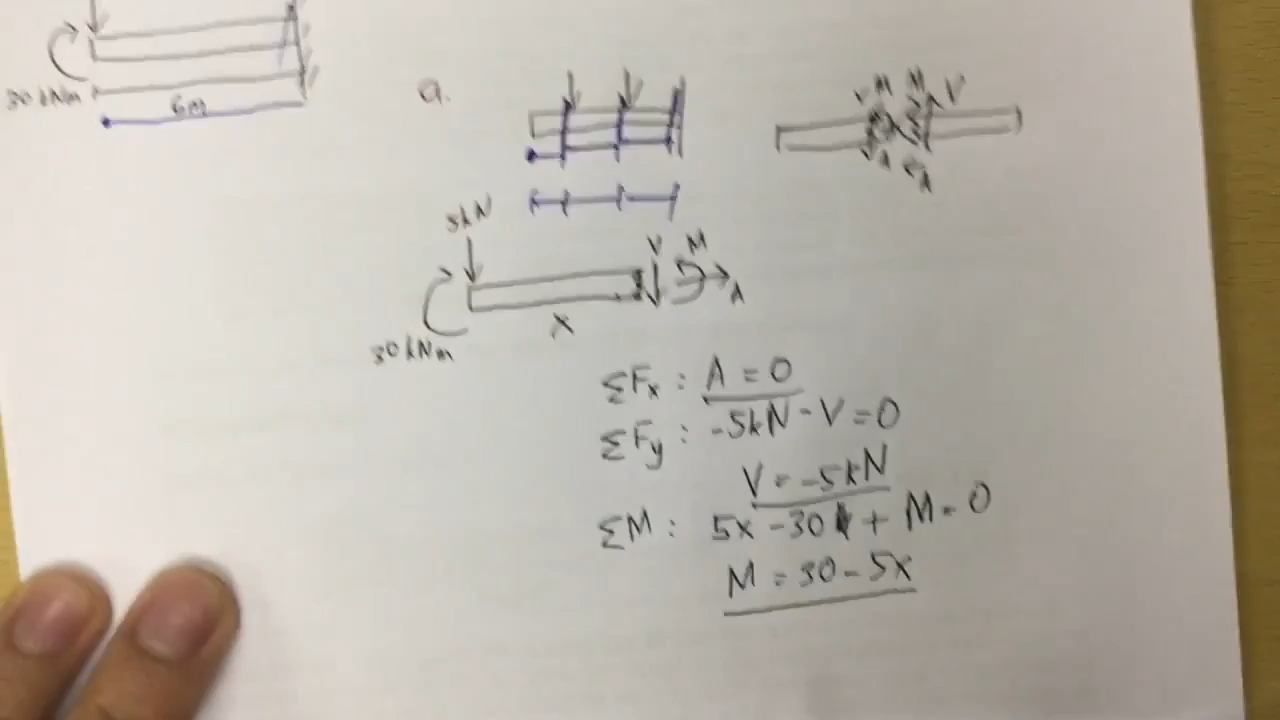 30 kNm
6m
a.
V M M V
A
A
5kN
V M
A
x
30 kNm
ΣFx : A = 0
ΣFy : -5kN - V = 0
V = -5kN
ΣM : 5x - 30 + M = 0
M = 30 - 5x